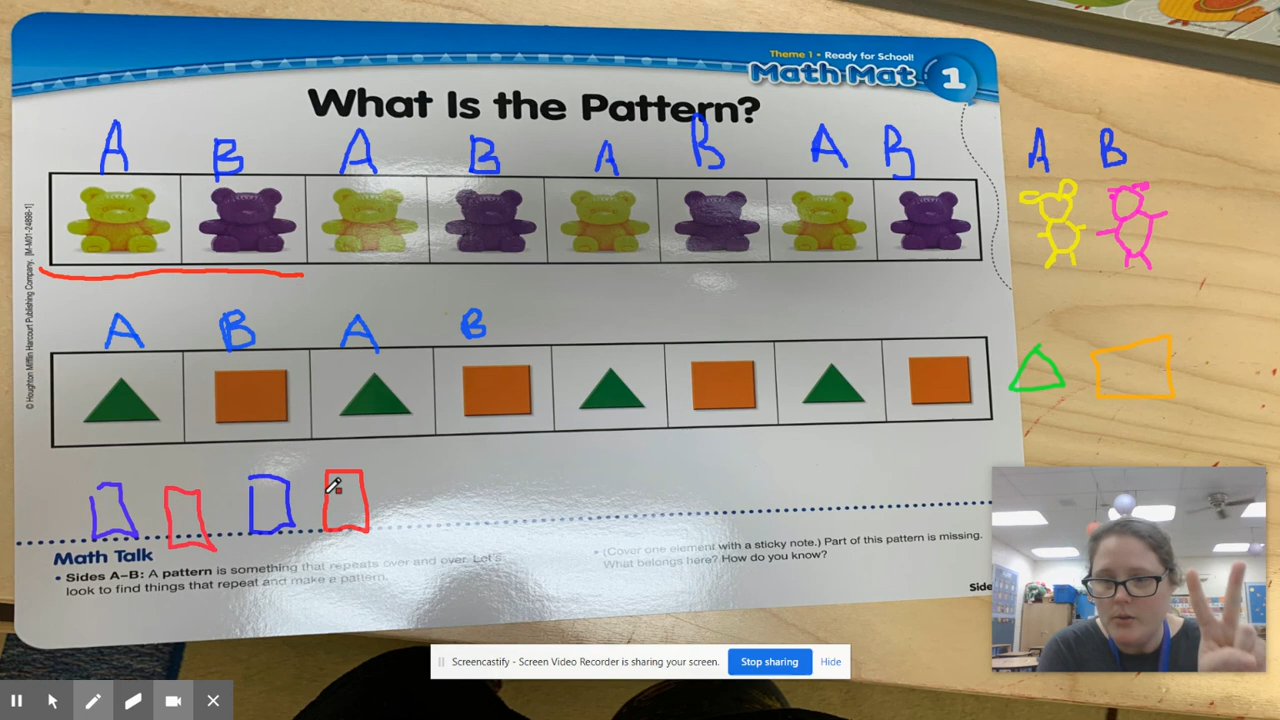 Theme 1 • Ready for School!
Math Mat 1
What Is the Pattern?
A B A B A B A B A B
© Houghton Mifflin Harcourt Publishing Company. [M-M01-24898-1]
A B A B
Math Talk
• Sides A–B: A pattern is something that repeats over and over. Let's
look to find things that repeat and make a pattern.
• (Cover one element with a sticky note.) Part of this pattern is missing.
What belongs here? How do you know?
Side
Screencastify - Screen Video Recorder is sharing your screen.
Stop sharing
Hide